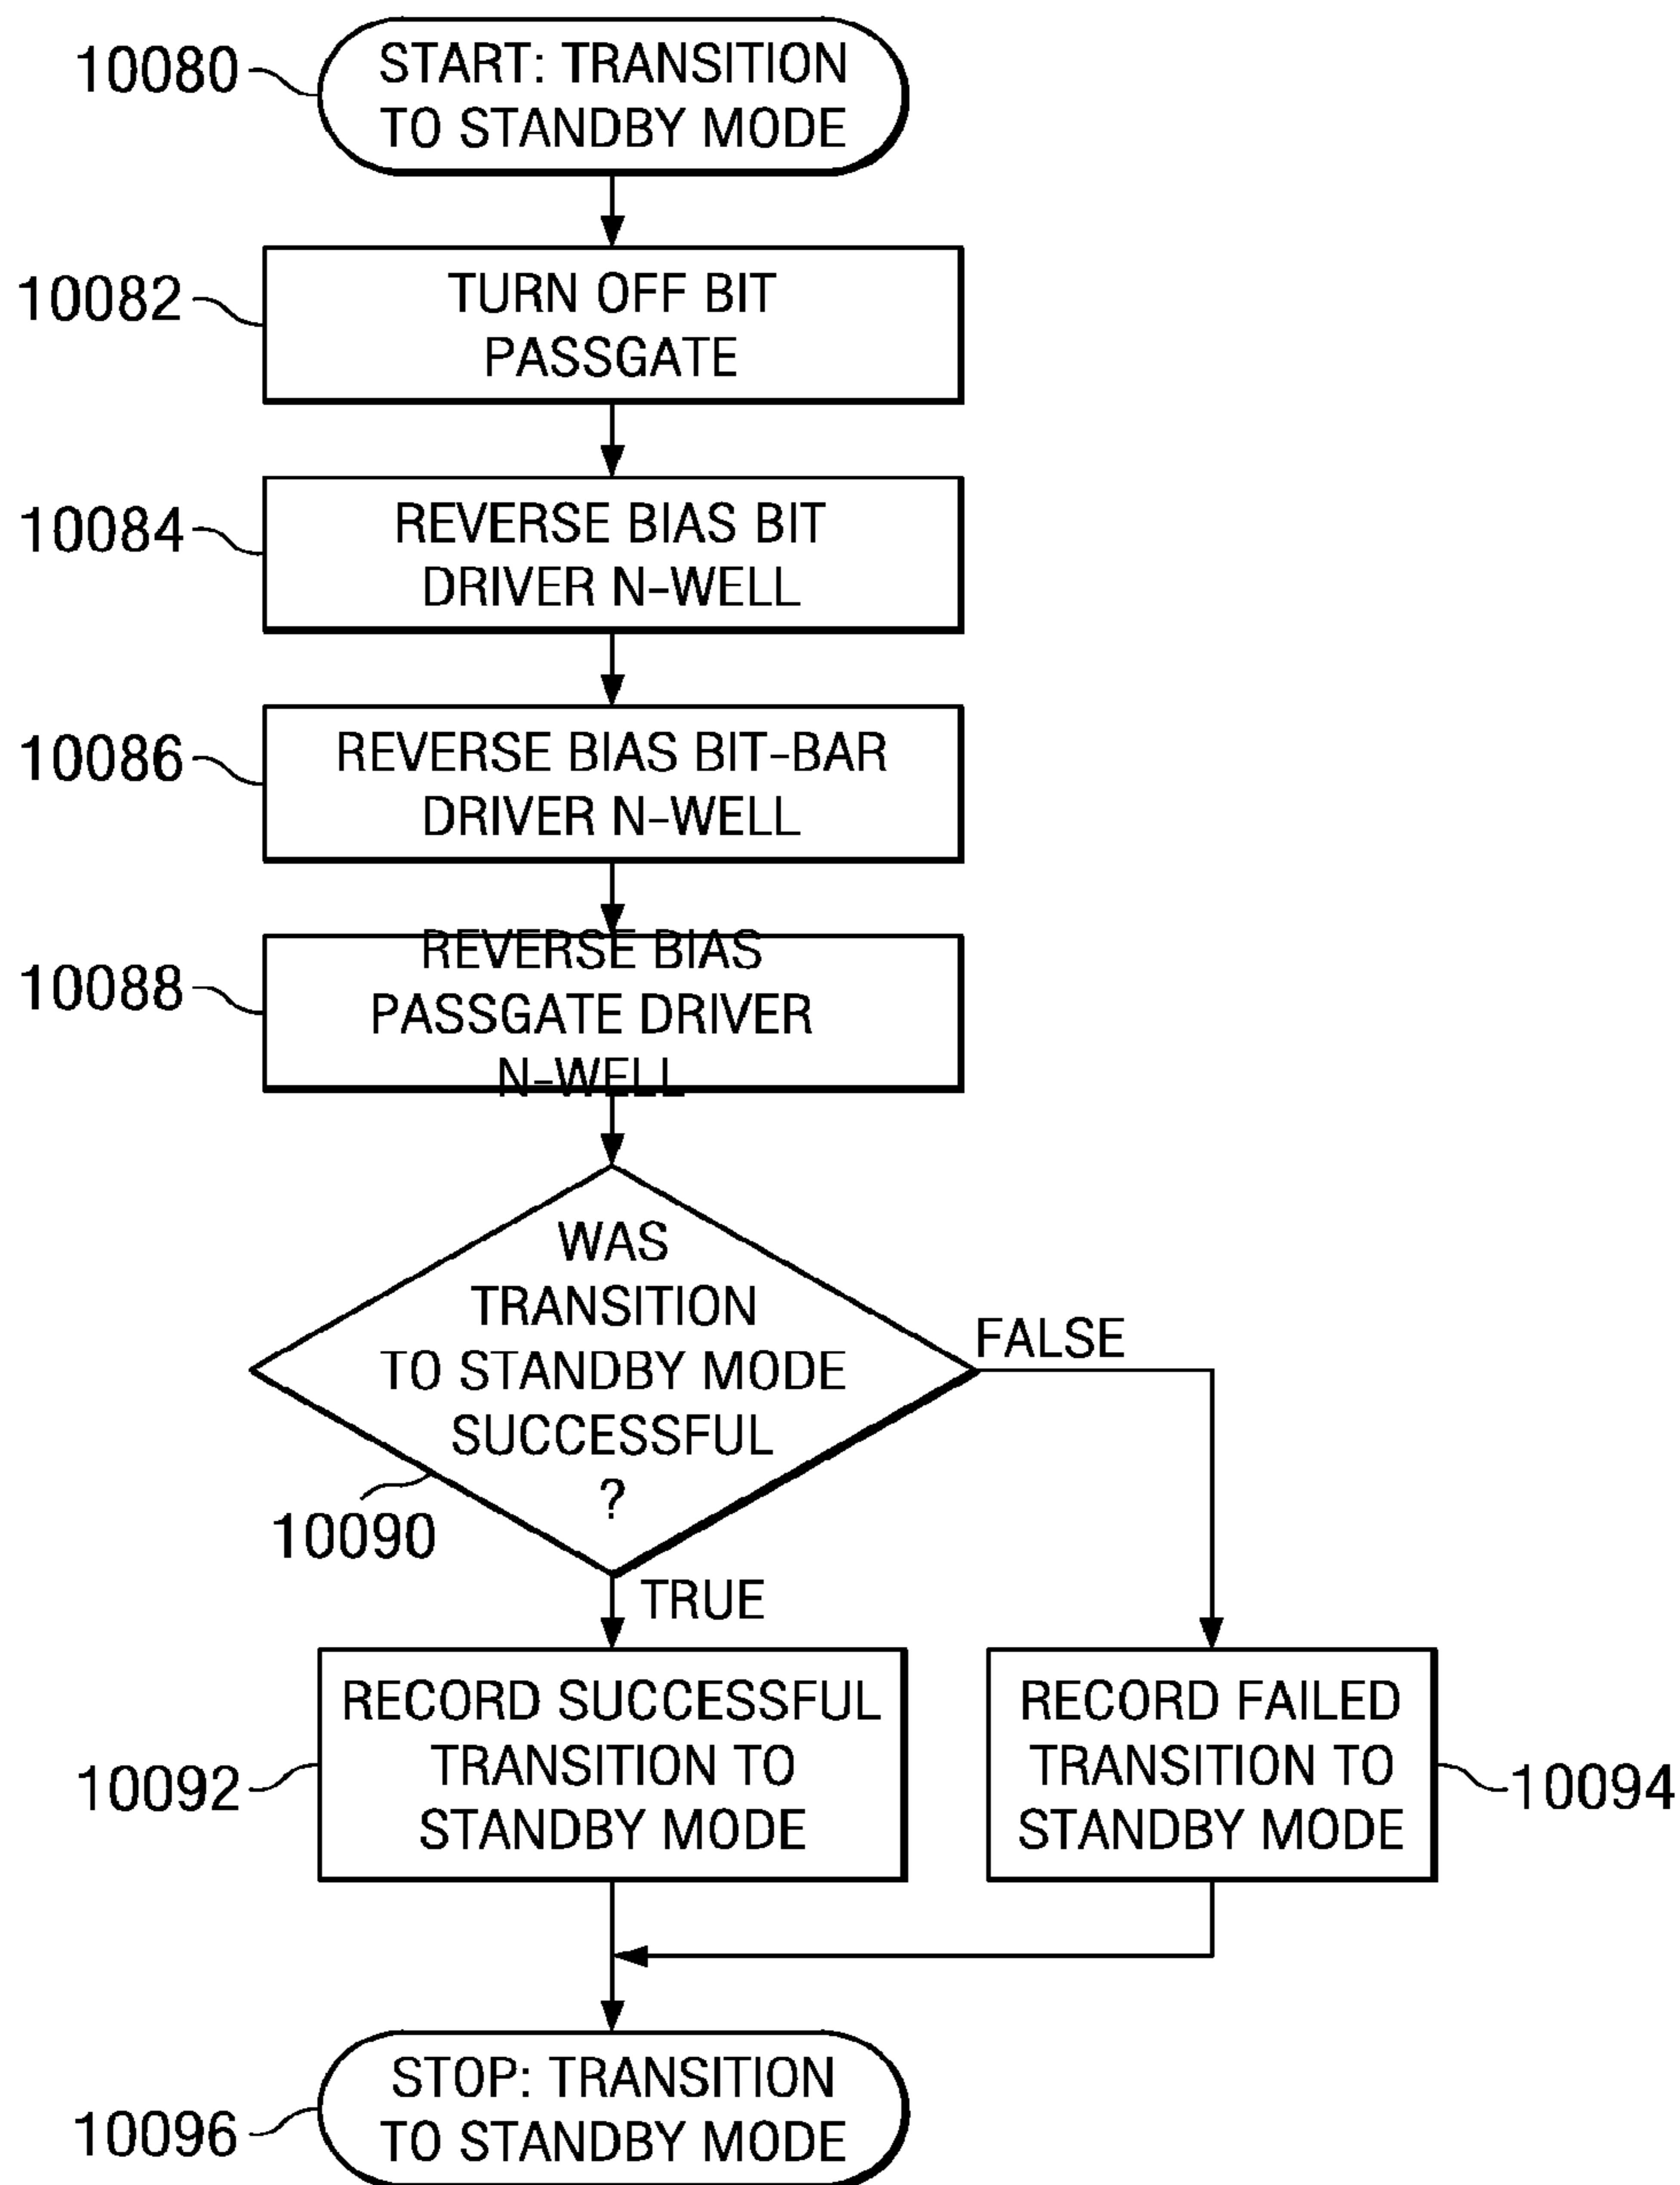 10080
START: TRANSITION
TO STANDBY MODE
10082
TURN OFF BIT
PASSGATE
10084
REVERSE BIAS BIT
DRIVER N-WELL
10086
REVERSE BIAS BIT-BAR
DRIVER N-WELL
10088
REVERSE BIAS
PASSGATE DRIVER
N-WELL
WAS
TRANSITION
TO STANDBY MODE
SUCCESSFUL
?
10090
FALSE
TRUE
10092
RECORD SUCCESSFUL
TRANSITION TO
STANDBY MODE
RECORD FAILED
TRANSITION TO
STANDBY MODE
10094
10096
STOP: TRANSITION
TO STANDBY MODE